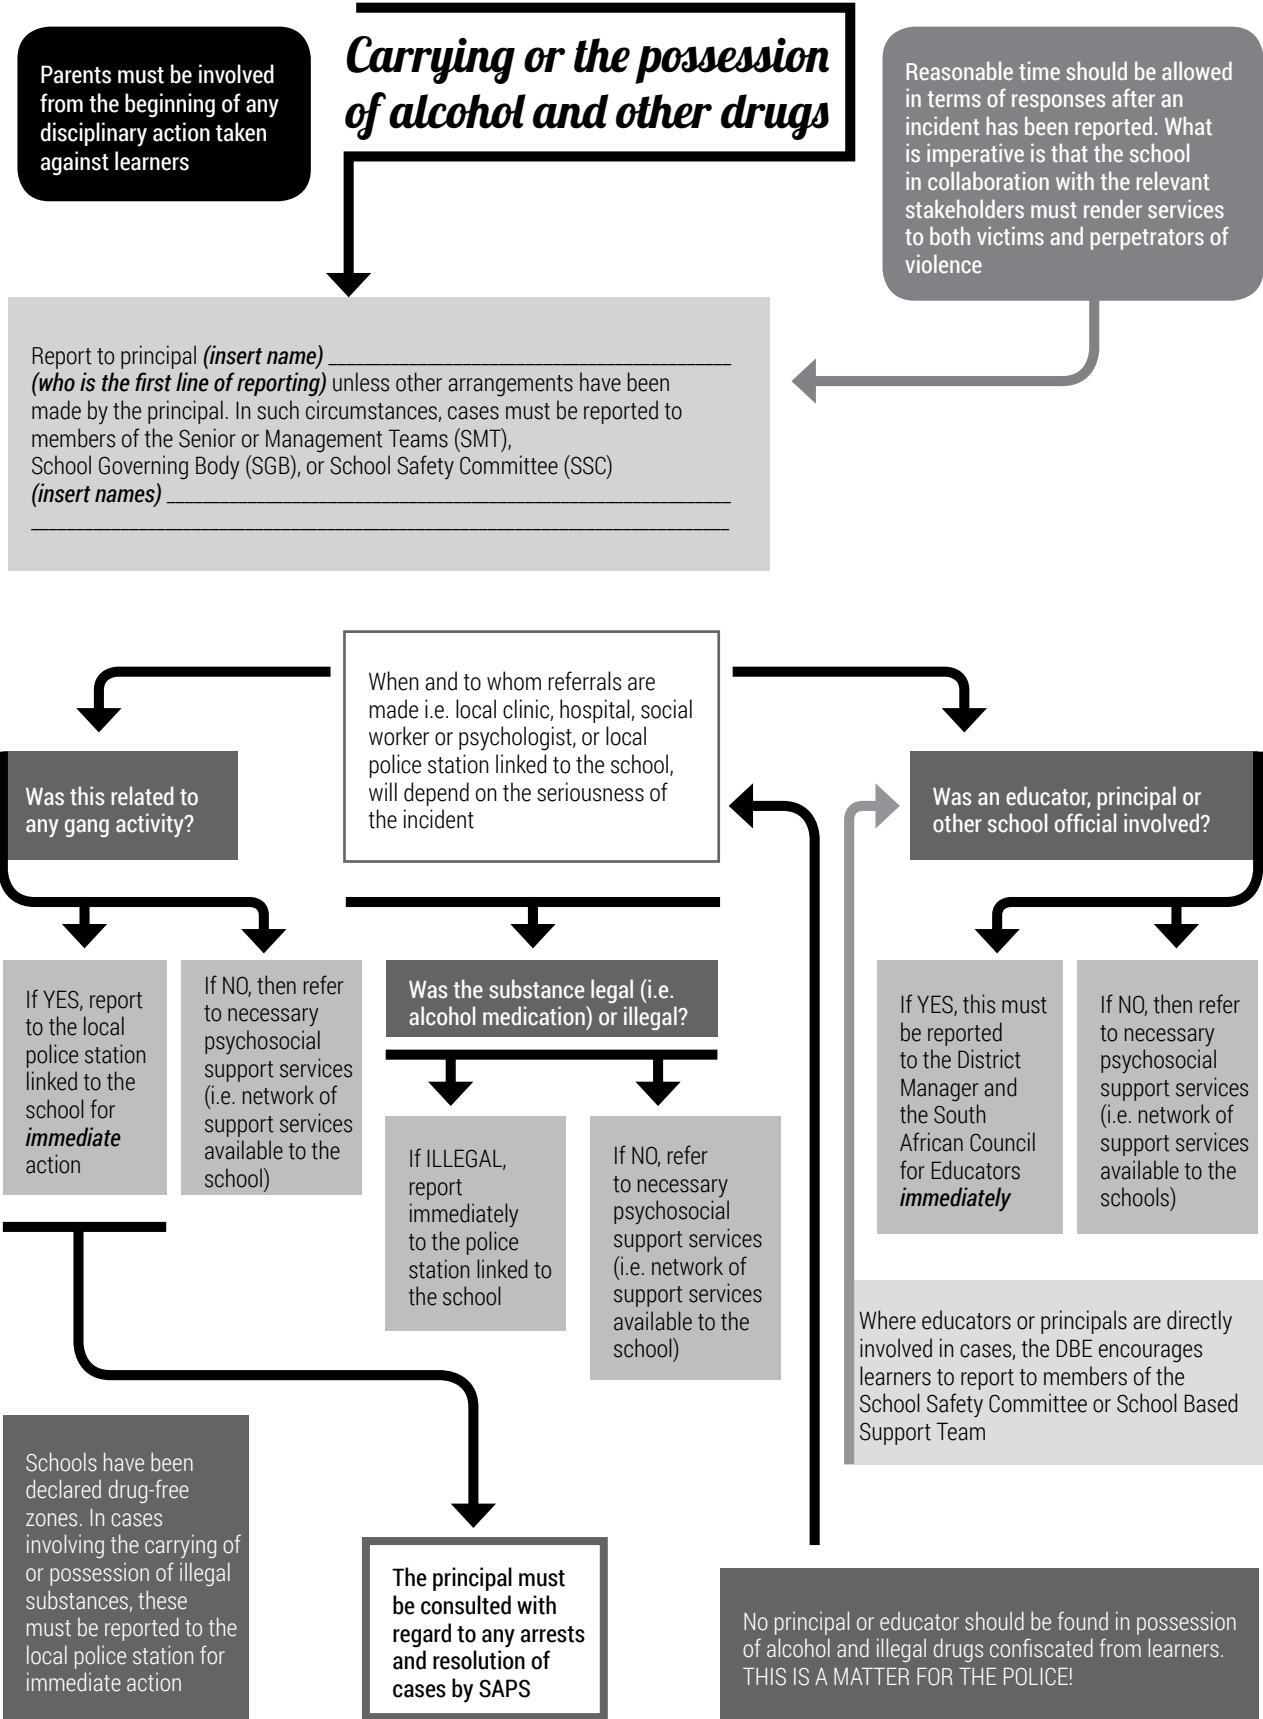 Carrying or the possession
of alcohol and other drugs
Parents must be involved
from the beginning of any
disciplinary action taken
against learners
Reasonable time should be allowed
in terms of responses after an
incident has been reported. What
is imperative is that the school
in collaboration with the relevant
stakeholders must render services
to both victims and perpetrators of
violence
Report to principal (insert name) ________________________________________
(who is the first line of reporting) unless other arrangements have been
made by the principal. In such circumstances, cases must be reported to
members of the Senior or Management Teams (SMT),
School Governing Body (SGB), or School Safety Committee (SSC)
(insert names) ________________________________________________________
______________________________________________________________________
When and to whom referrals are
made i.e. local clinic, hospital, social
worker or psychologist, or local
police station linked to the school,
will depend on the seriousness of
the incident
Was this related to
any gang activity?
Was an educator, principal or
other school official involved?
If YES, report
to the local
police station
linked to the
school for
immediate
action
If NO, then refer
to necessary
psychosocial
support services
(i.e. network of
support services
available to the
school)
Was the substance legal (i.e.
alcohol medication) or illegal?
If ILLEGAL,
report
immediately
to the police
station linked to
the school
If NO, refer
to necessary
psychosocial
support services
(i.e. network of
support services
available to the
school)
If YES, this must
be reported
to the District
Manager and
the South
African Council
for Educators
immediately
If NO, then refer
to necessary
psychosocial
support services
(i.e. network of
support services
available to the
schools)
Where educators or principals are directly
involved in cases, the DBE encourages
learners to report to members of the
School Safety Committee or School Based
Support Team
Schools have been
declared drug-free
zones. In cases
involving the carrying of
or possession of illegal
substances, these
must be reported to the
local police station for
immediate action
The principal must
be consulted with
regard to any arrests
and resolution of
cases by SAPS
No principal or educator should be found in possession
of alcohol and illegal drugs confiscated from learners.
THIS IS A MATTER FOR THE POLICE!